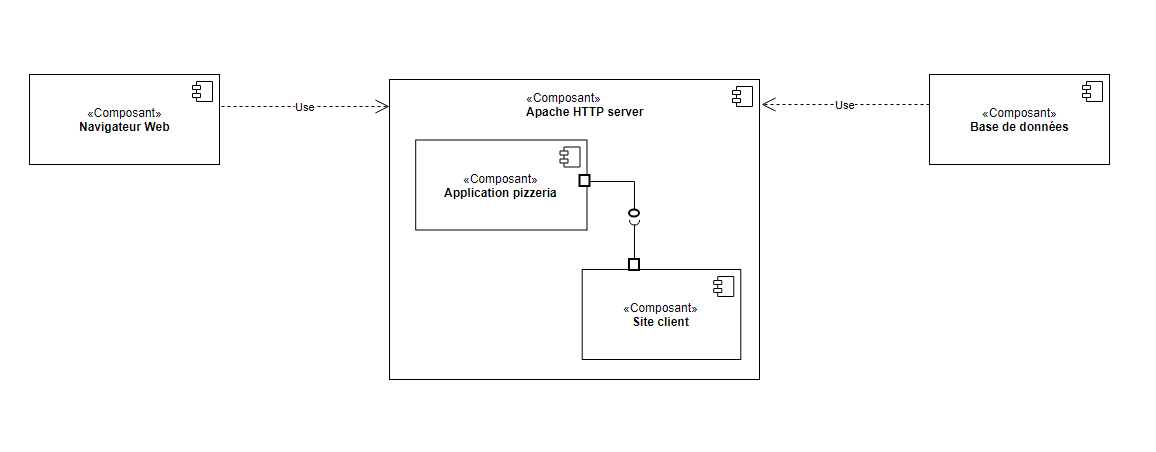 «Composant»
Navigateur Web
Use
«Composant»
Apache HTTP server
Use
«Composant»
Base de données
«Composant»
Application pizzeria
«Composant»
Site client